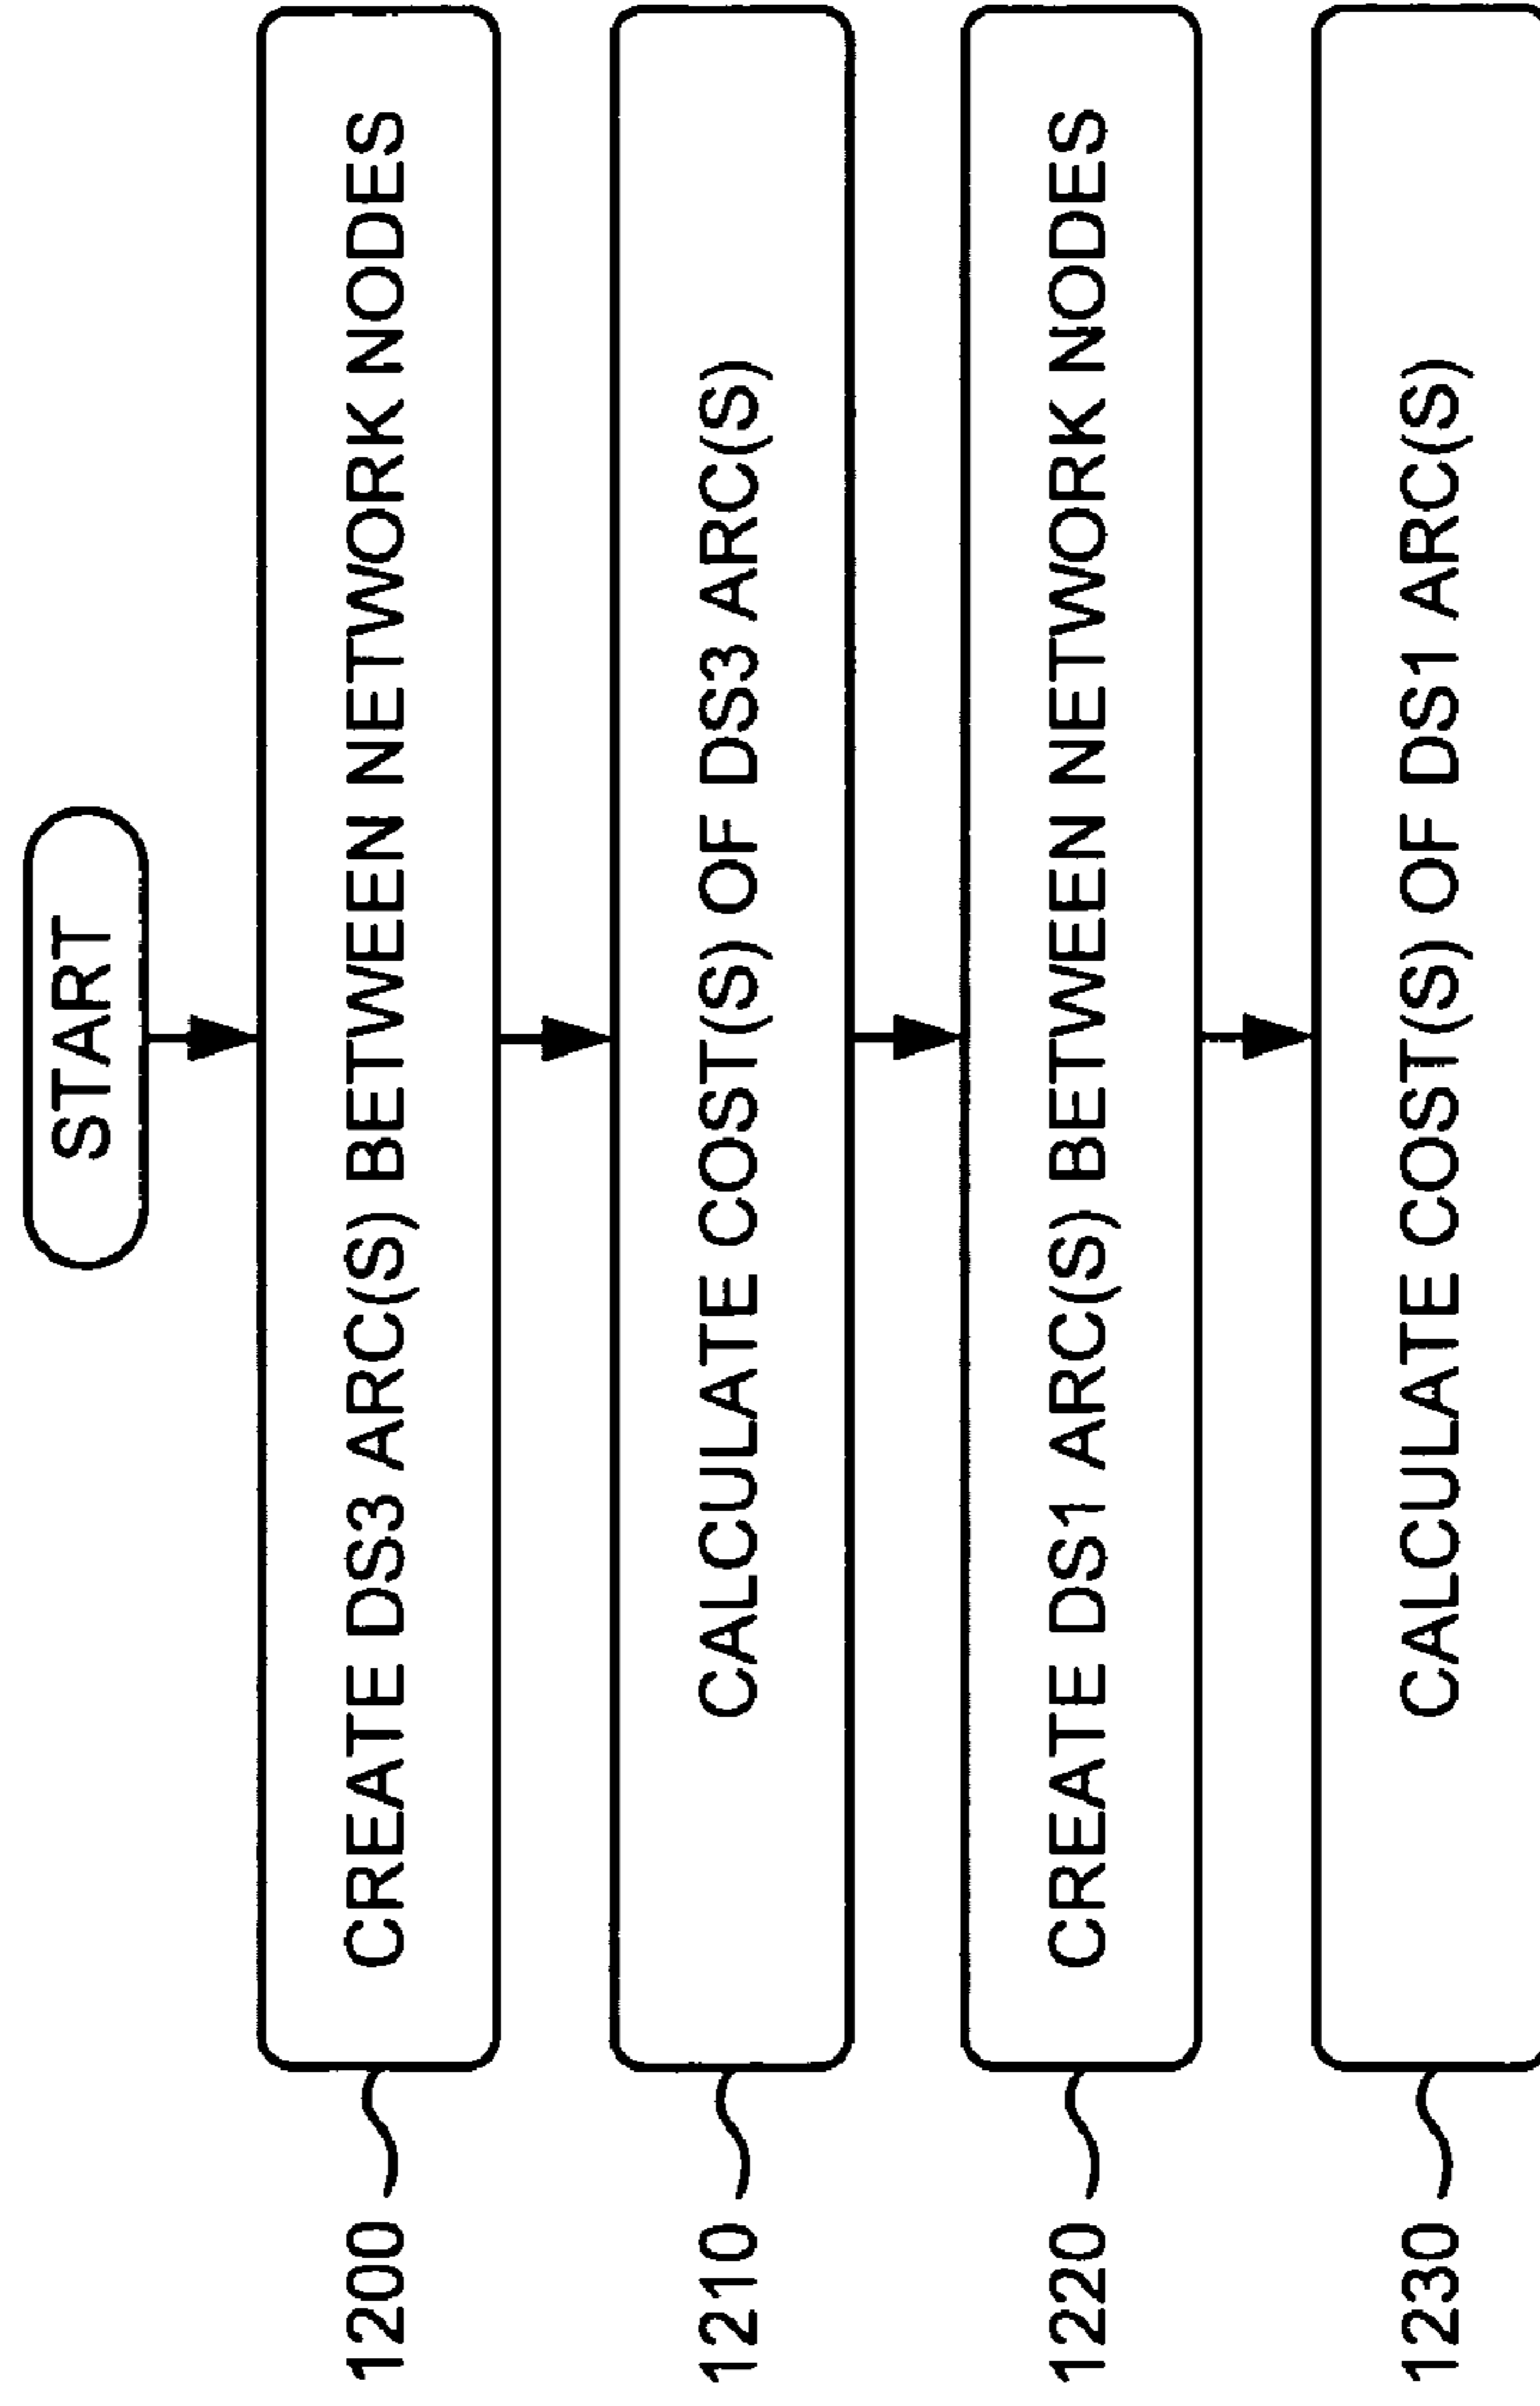 START
1200
CREATE DS3 ARC(S) BETWEEN NETWORK NODES
1210
CALCULATE COST(S) OF DS3 ARC(S)
1220
CREATE DS1 ARC(S) BETWEEN NETWORK NODES
1230
CALCULATE COST(S) OF DS1 ARC(S)